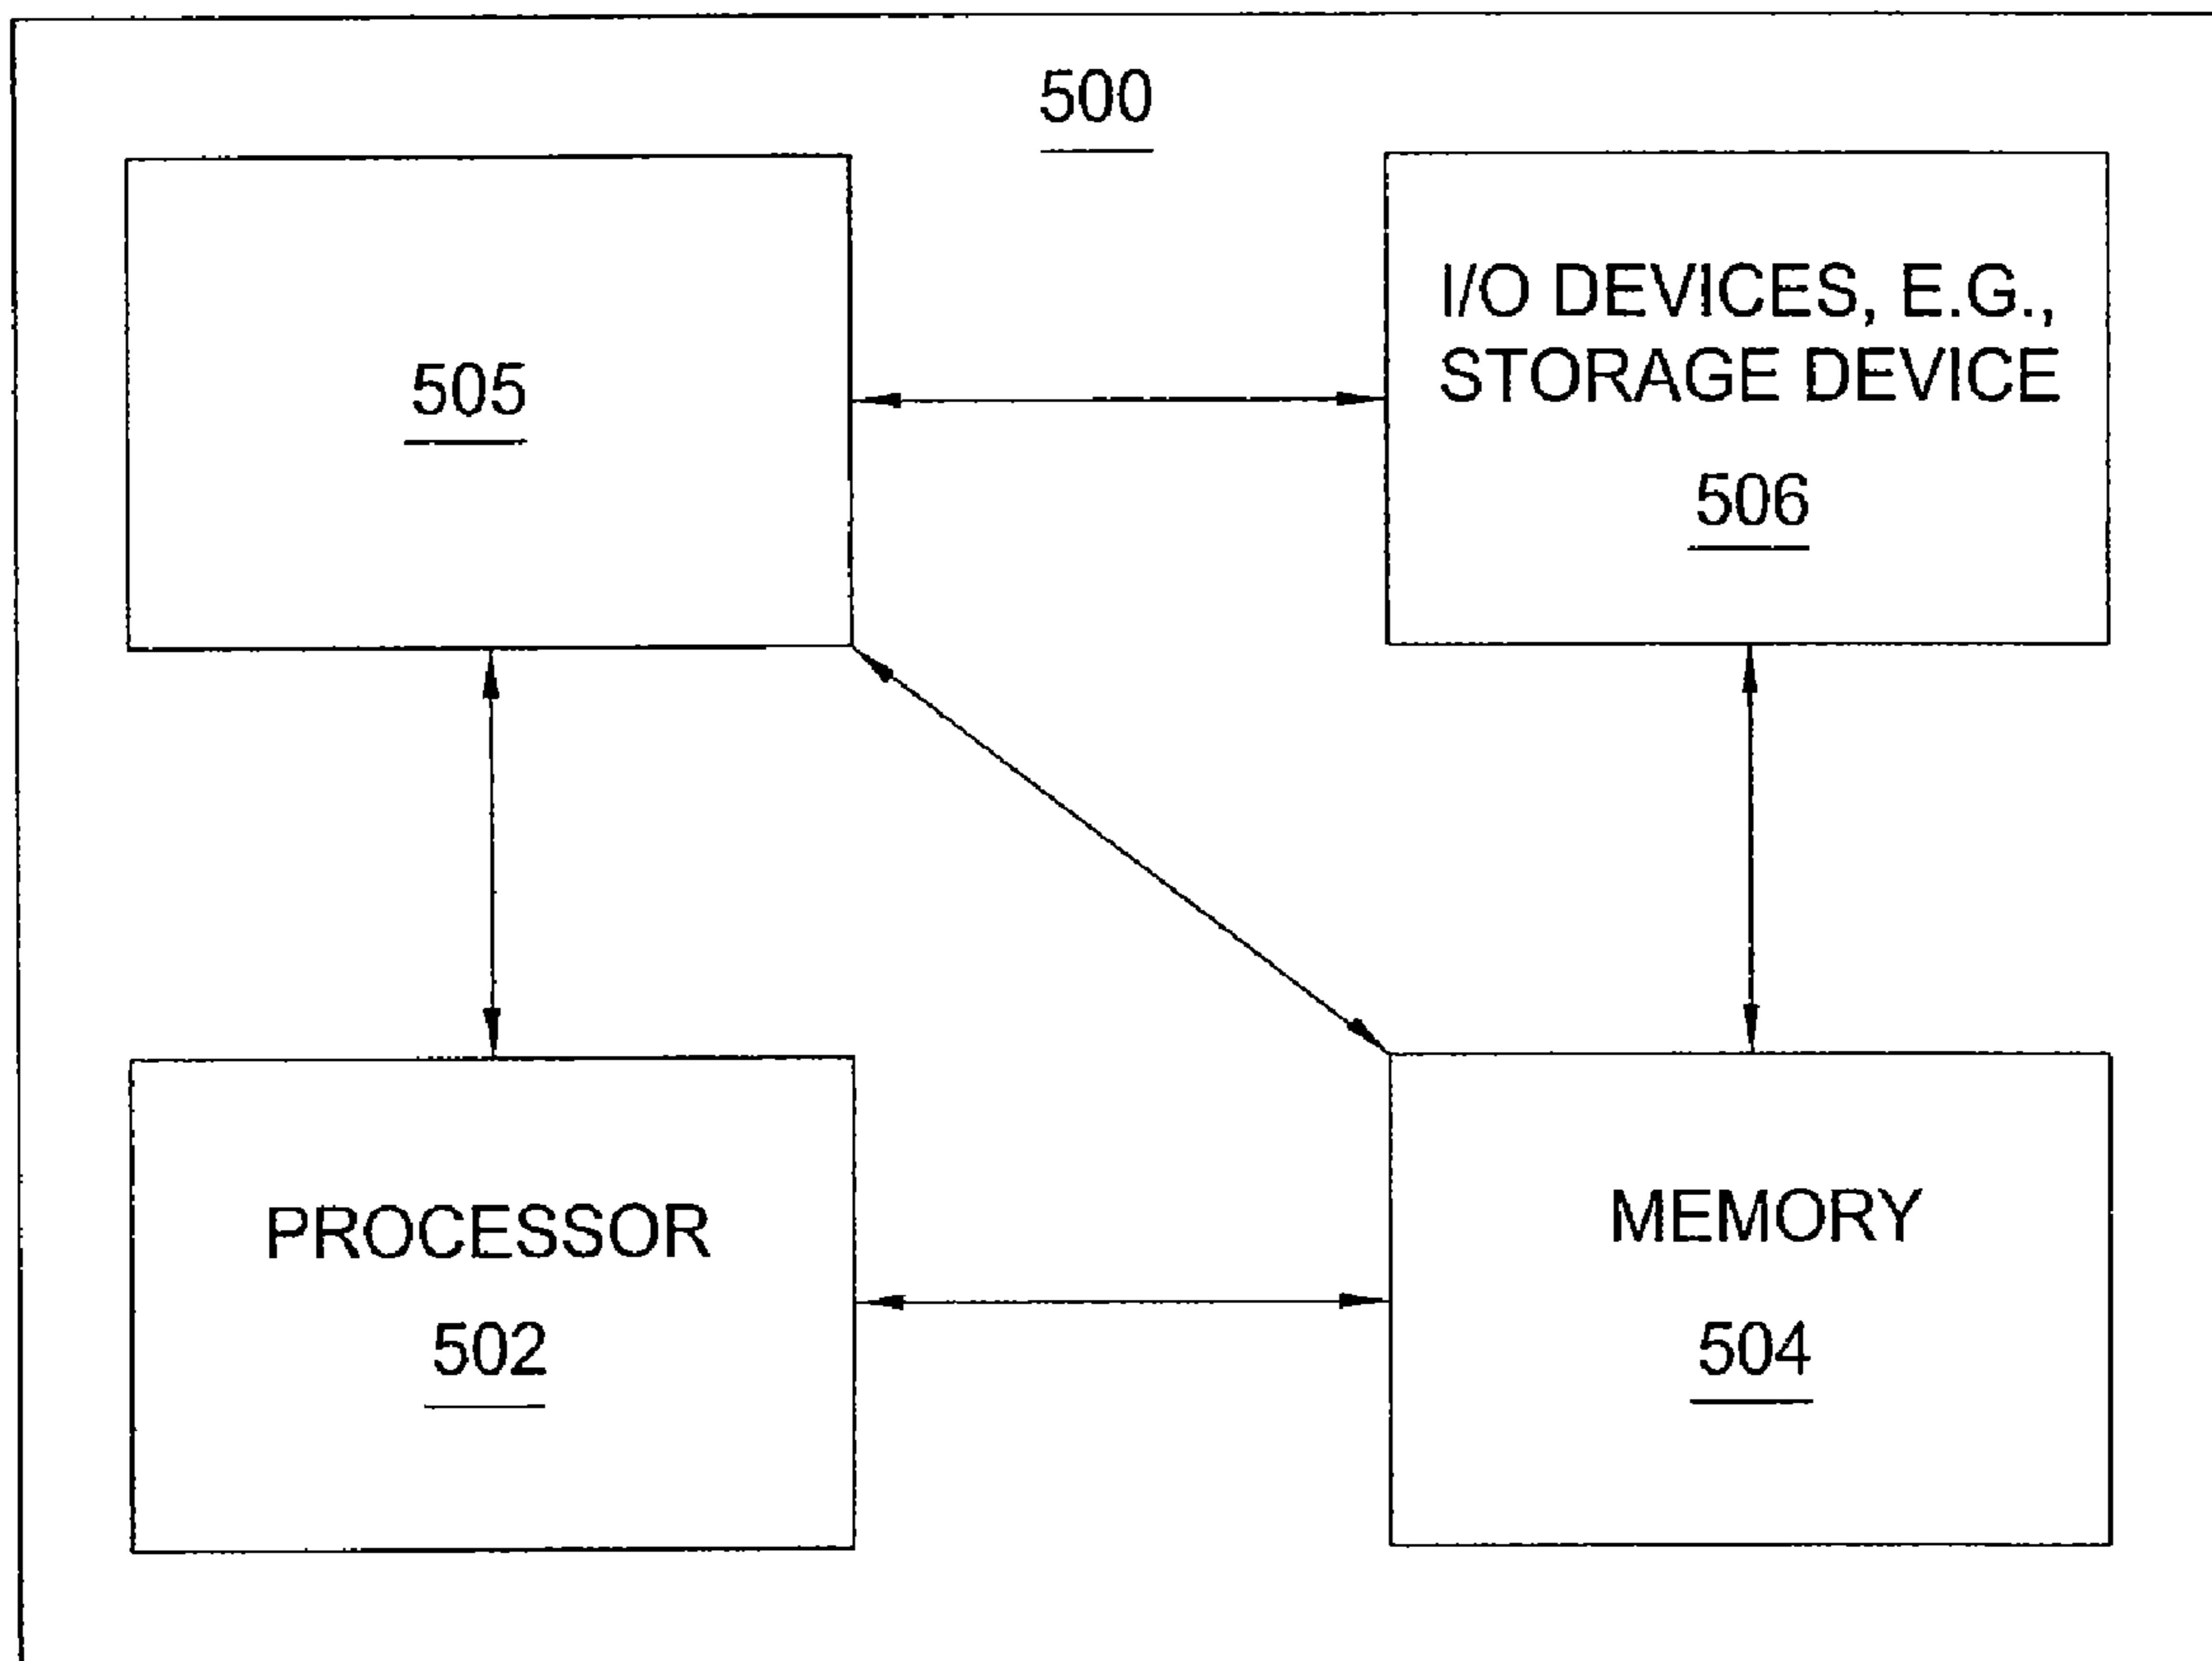 500
505
I/O DEVICES, E.G.,
STORAGE DEVICE
506
PROCESSOR
502
MEMORY
504